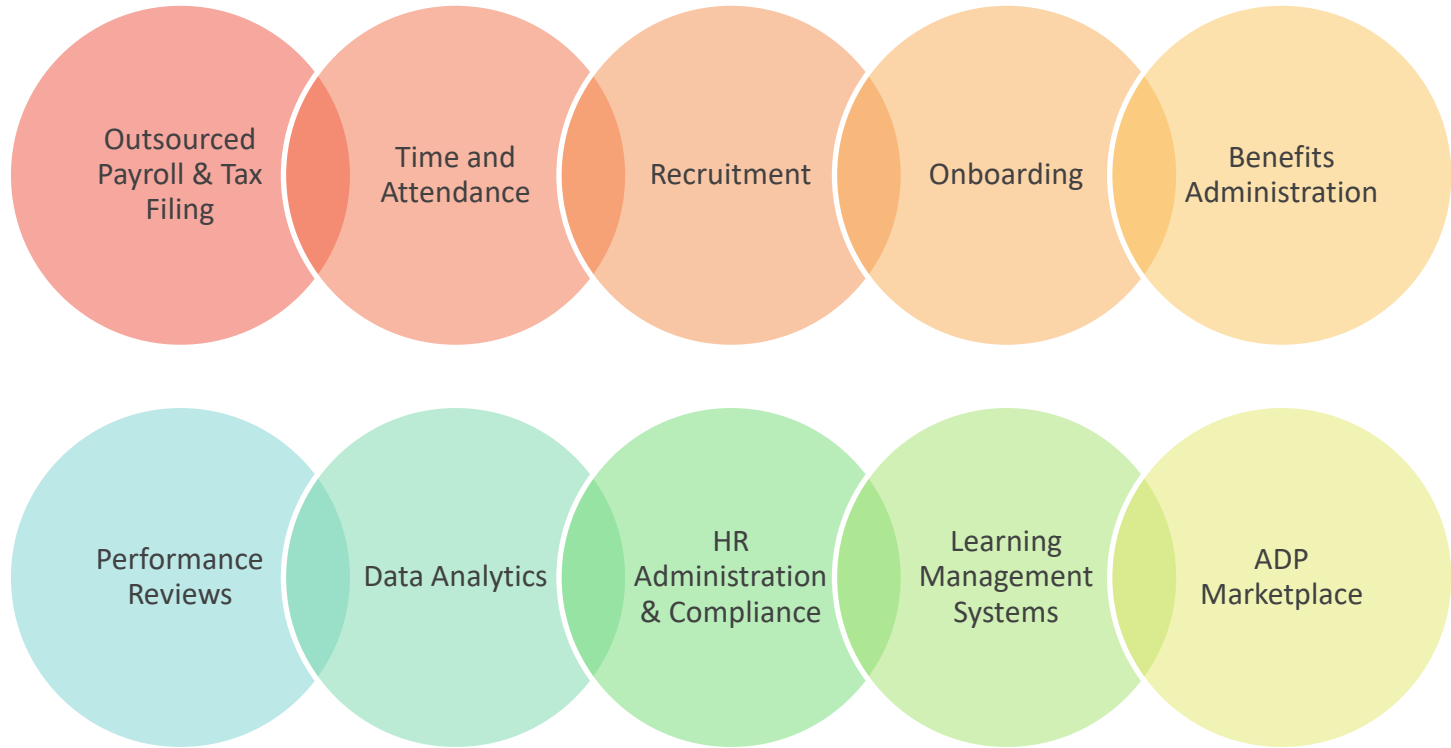 Outsourced
Payroll & Tax
Filing
Time and
Attendance
Recruitment
Onboarding
Benefits
Administration
Performance
Reviews
Data Analytics
HR
Administration
& Compliance
Learning
Management
Systems
ADP
Marketplace